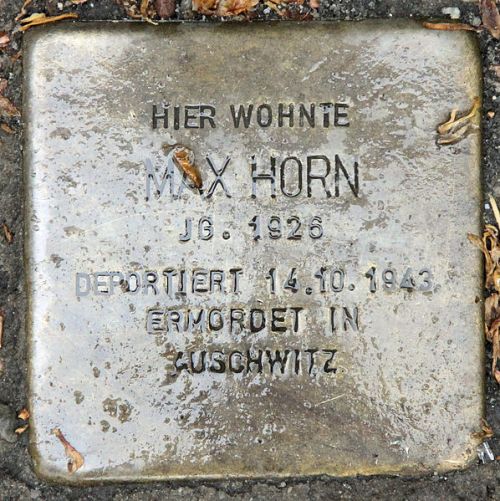 HIER WOHNTE
MAX HORN
JG. 1926
DEPORTIERT 14.10.1943
ERMORDET IN
AUSCHWITZ